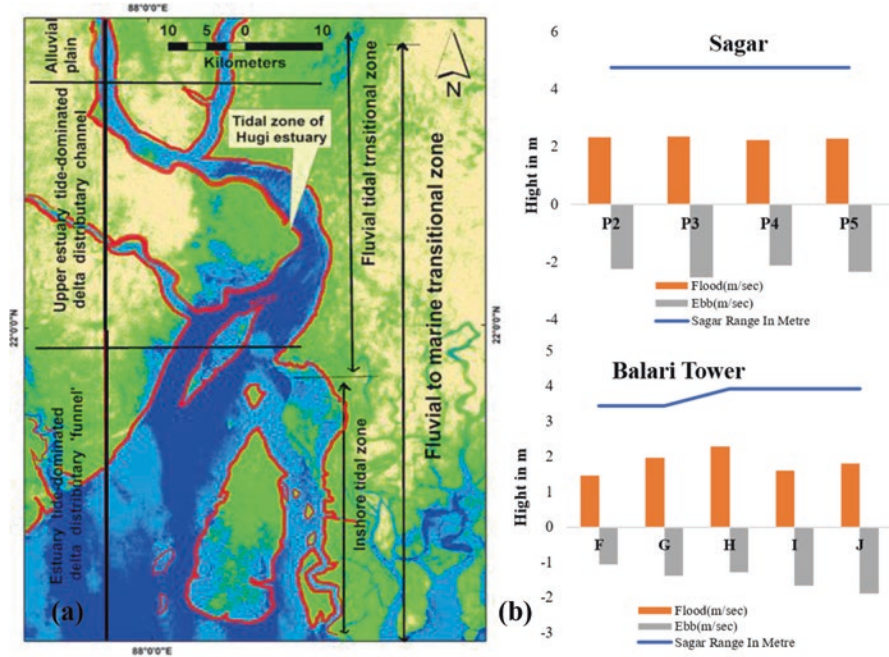 88°0'0"E
10 5 0 10
Kilometers
N
Alluvial
plain
Upper estuary tide-dominated
delta distributary channel
Estuary tide-dominated
delta distributary 'funnel'
22°0'0"N
22°0'0"N
Tidal zone of
Hugi estuary
Fluvial tidal trnsitional zone
Inshore tidal zone
Fluvial to marine transitional zone
(a)
88°0'0"E
Sagar
Hight in m
6
4
2
0
-2
-4
P2 P3 P4 P5
Flood(m/sec)
Ebb(m/sec)
Sagar Range In Metre
Balari Tower
Hight in m
5
4
3
2
1
0
-1
-2
-3
F G H I J
Flood(m/sec)
Ebb(m/sec)
Sagar Range In Metre
(b)